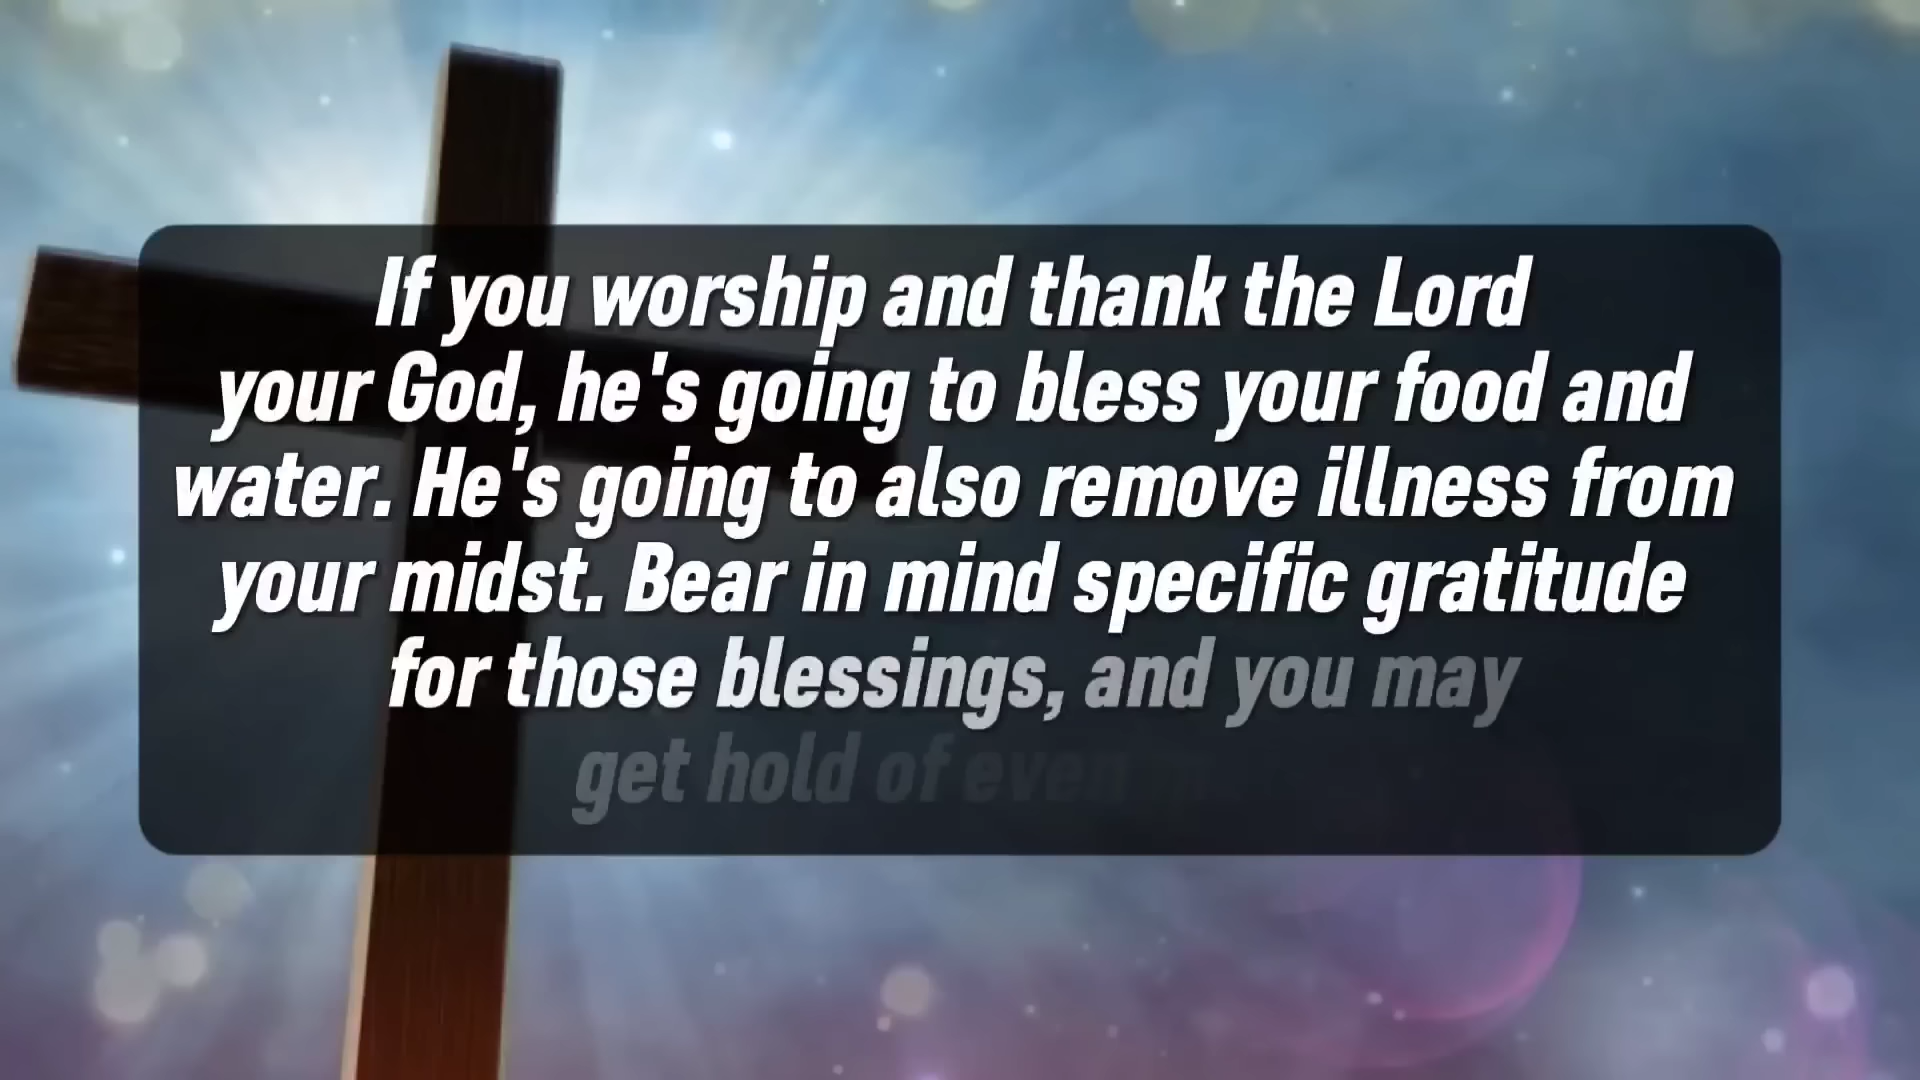 If you worship and thank the Lord
your God, he's going to bless your food and
water. He's going to also remove illness from
your midst. Bear in mind specific gratitude
for those blessings, and you may
get hold of even